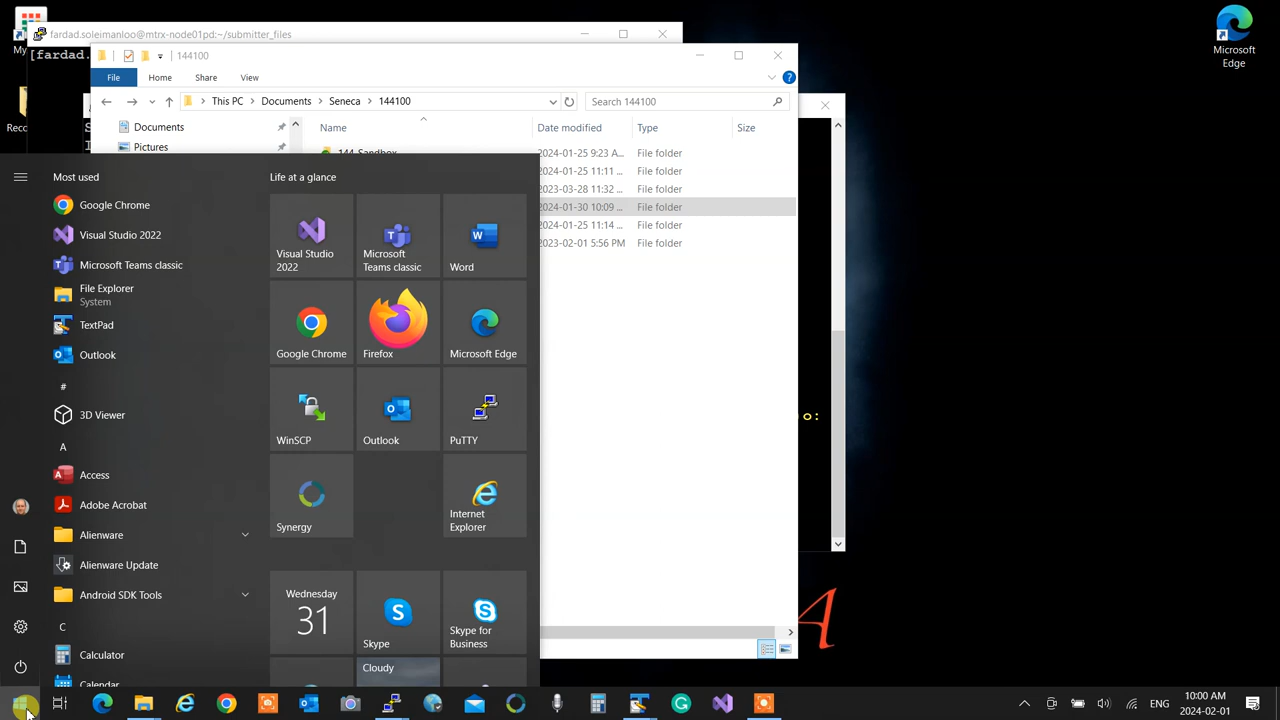 fardad.soleimanloo@mtrx-node01pd:~/submitter_files
My
[fardad.
144100
Microsoft
Edge
File
Home
Share
View
This PC
Documents
Seneca
144100
Search 144100
Reco
Documents
Pictures
Name
Date modified
Type
Size
144-Sandbox
2024-01-25 9:23 A...
File folder
2024-01-25 11:11 ...
File folder
2023-03-28 11:32 ...
File folder
2024-01-30 10:09 ...
File folder
2024-01-25 11:14 ...
File folder
2023-02-01 5:56 PM
File folder
Most used
Google Chrome
Visual Studio 2022
Microsoft Teams classic
File Explorer
System
TextPad
Outlook
#
3D Viewer
A
Access
Adobe Acrobat
Alienware
Alienware Update
Android SDK Tools
C
Calculator
Calendar
Life at a glance
Visual Studio
2022
Microsoft
Teams classic
Word
Google Chrome
Firefox
Microsoft Edge
WinSCP
Outlook
PuTTY
Synergy
Internet
Explorer
Wednesday
31
Skype
Skype for
Business
Cloudy
o:
A
ENG
10:00 AM
2024-02-01